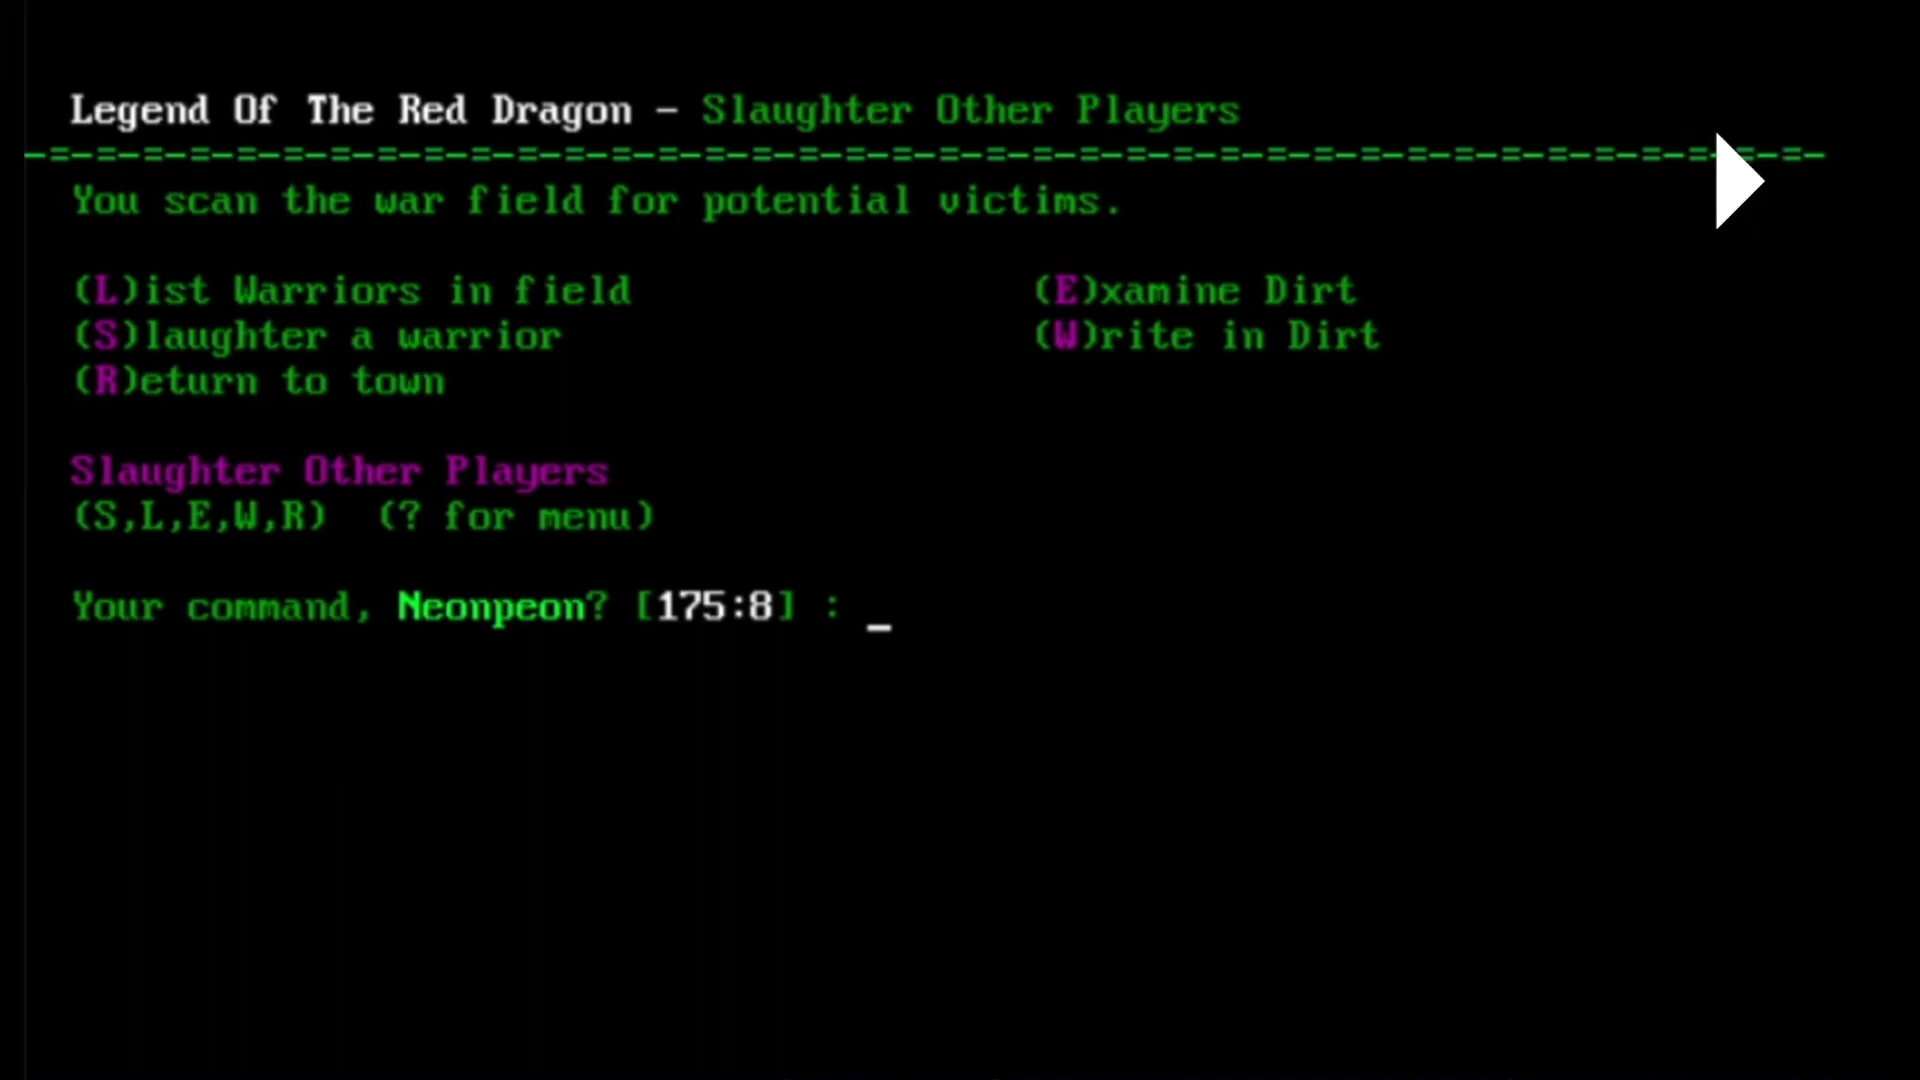 Legend Of The Red Dragon - Slaughter Other Players
-=-=-=-=-=-=-=-=-=-=-=-=-=-=-=-=-=-=-=-=-=-=-=-=-=-=-=-=-=-=-=-=-=-=-=-=-=-=-
You scan the war field for potential victims.
(L)ist Warriors in field (E)xamine Dirt
(S)laughter a warrior (W)rite in Dirt
(R)eturn to town
Slaughter Other Players
(S,L,E,W,R) (? for menu)
Your command, Neonpeon? [175:8] : _